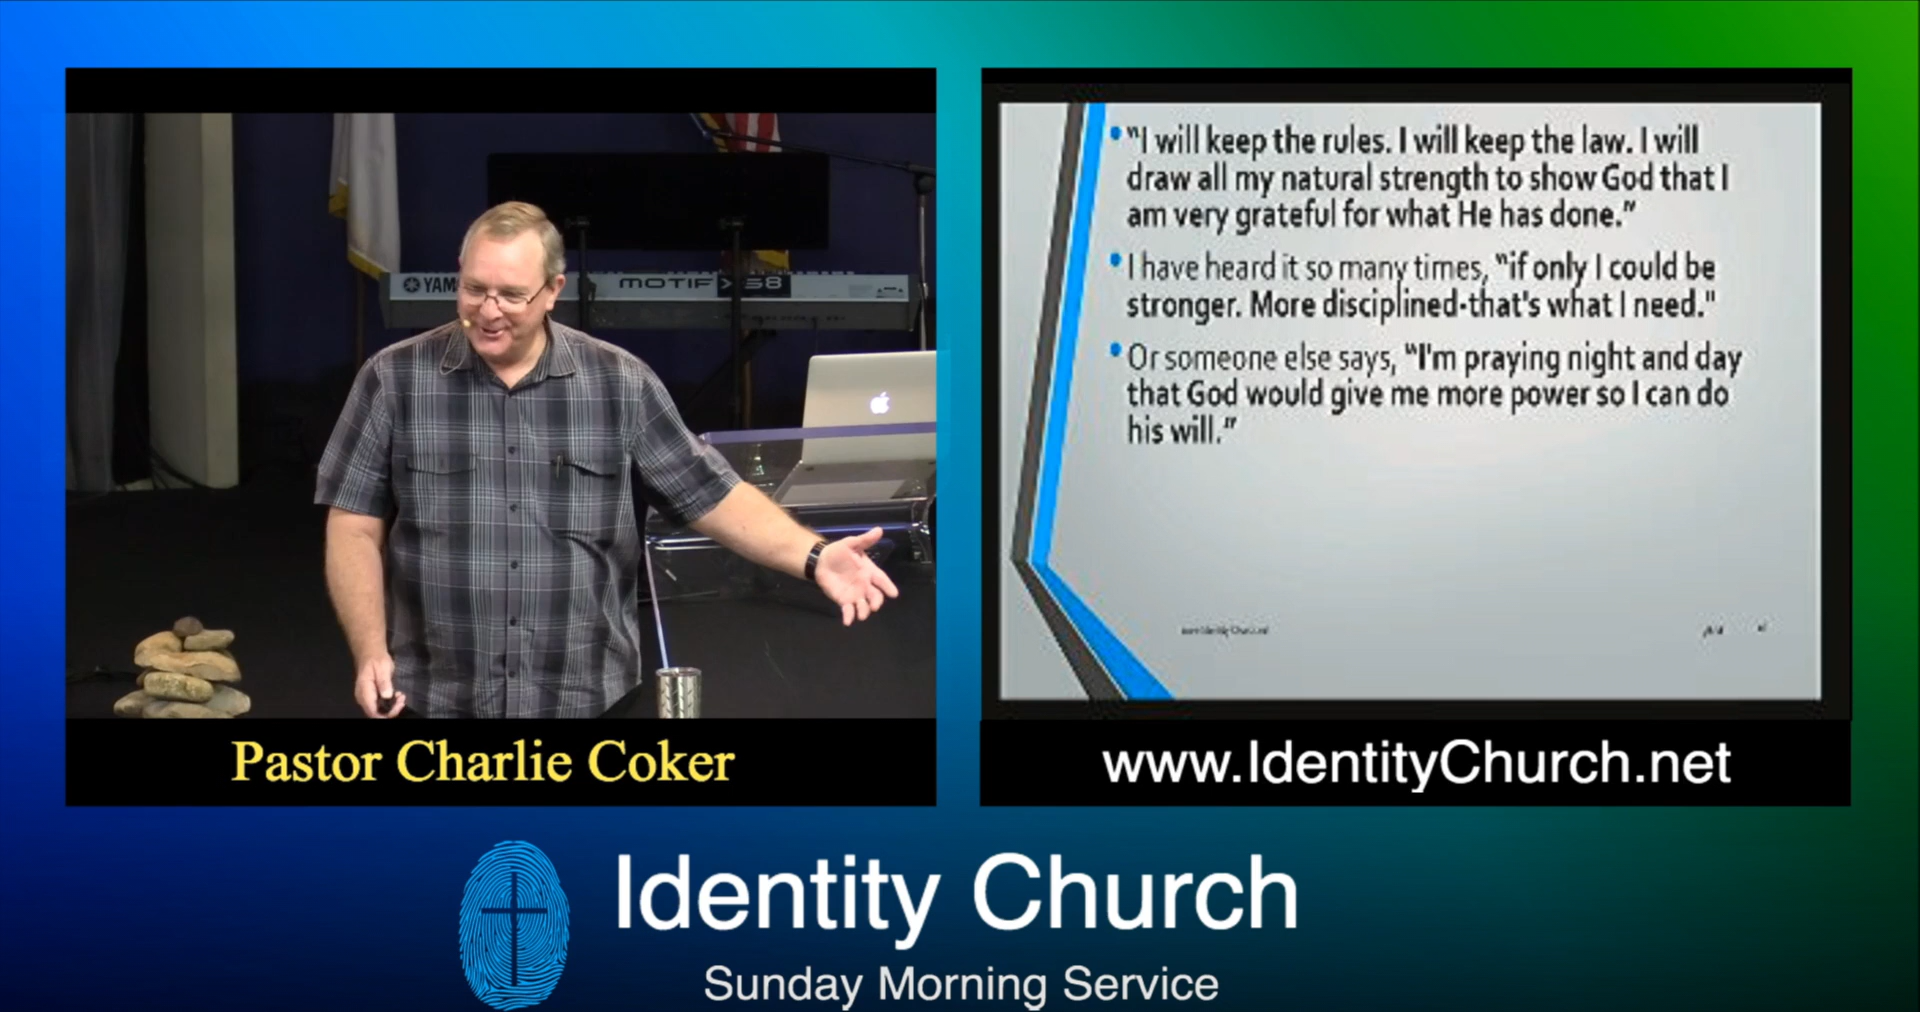 YAM
MOTIF XS8
"I will keep the rules. I will keep the law. I will
draw all my natural strength to show God that I
am very grateful for what He has done."
I have heard it so many times, "if only I could be
stronger. More disciplined-that's what I need."
Or someone else says, "I'm praying night and day
that God would give me more power so I can do
his will."
Pastor Charlie Coker
www.IdentityChurch.net
Identity Church
Sunday Morning Service